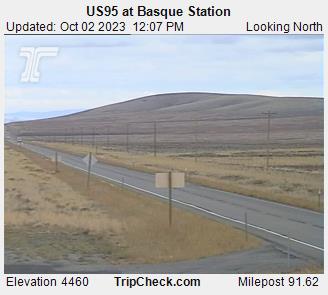 US95 at Basque Station
Updated: Oct 02 2023 12:07 PM Looking North
Elevation 4460 TripCheck.com Milepost 91.62